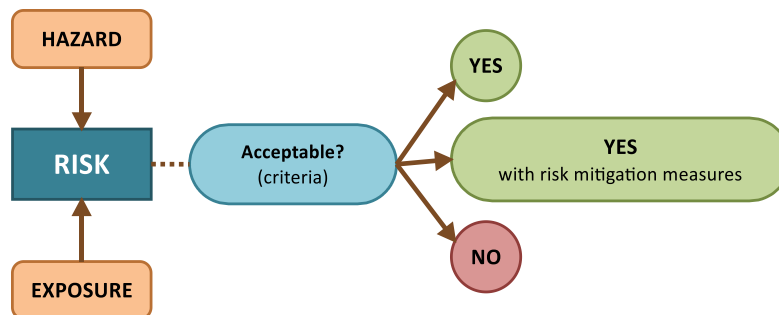 HAZARD
RISK
EXPOSURE
Acceptable?
(criteria)
YES
YES
with risk mitigation measures
NO